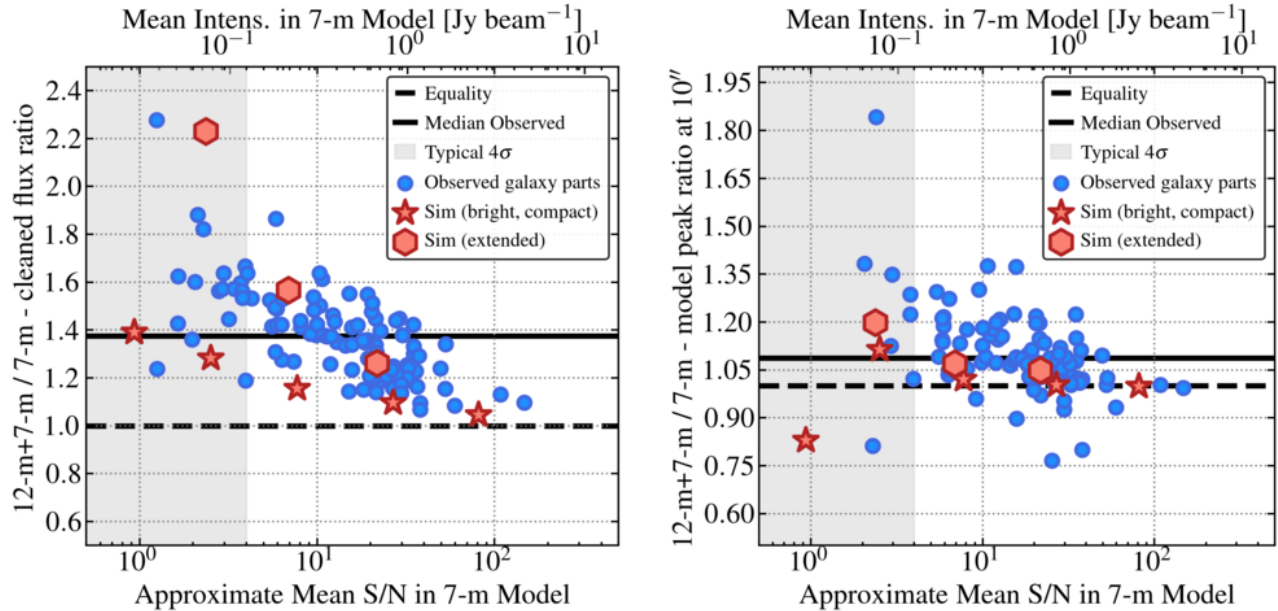 Mean Intens. in 7-m Model [Jy beam⁻¹]
10⁻¹ 10⁰ 10¹
12-m+7-m / 7-m - cleaned flux ratio
2.4
2.2
2.0
1.8
1.6
1.4
1.2
1.0
0.8
0.6
Equality
Median Observed
Typical 4σ
Observed galaxy parts
Sim (bright, compact)
Sim (extended)
10⁰ 10¹ 10²
Approximate Mean S/N in 7-m Model
Mean Intens. in 7-m Model [Jy beam⁻¹]
10⁻¹ 10⁰ 10¹
12-m+7-m / 7-m - model peak ratio at 10″
1.95
1.80
1.65
1.50
1.35
1.20
1.05
0.90
0.75
0.60
Equality
Median Observed
Typical 4σ
Observed galaxy parts
Sim (bright, compact)
Sim (extended)
10⁰ 10¹ 10²
Approximate Mean S/N in 7-m Model